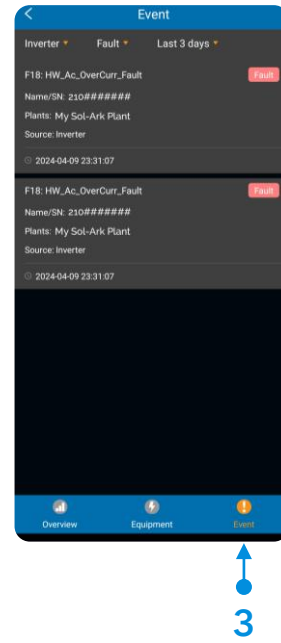 Event
Inverter Fault Last 3 days
F18: HW_Ac_OverCurr_Fault Fault
Name/SN: 210#######
Plants: My Sol-Ark Plant
Source: Inverter
2024-04-09 23:31:07
F18: HW_Ac_OverCurr_Fault Fault
Name/SN: 210#######
Plants: My Sol-Ark Plant
Source: Inverter
2024-04-09 23:31:07
Overview Equipment Event
3